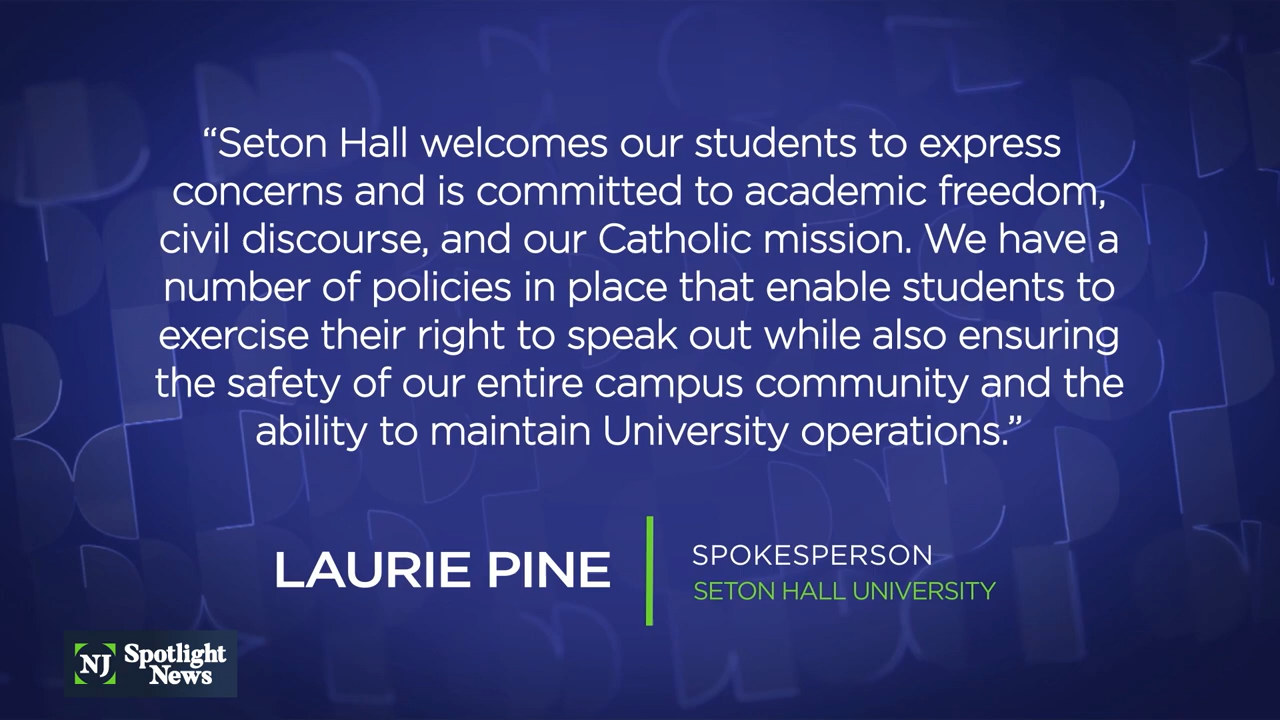 “Seton Hall welcomes our students to express
concerns and is committed to academic freedom,
civil discourse, and our Catholic mission. We have a
number of policies in place that enable students to
exercise their right to speak out while also ensuring
the safety of our entire campus community and the
ability to maintain University operations.”
LAURIE PINE
SPOKESPERSON
SETON HALL UNIVERSITY
NJ Spotlight
News